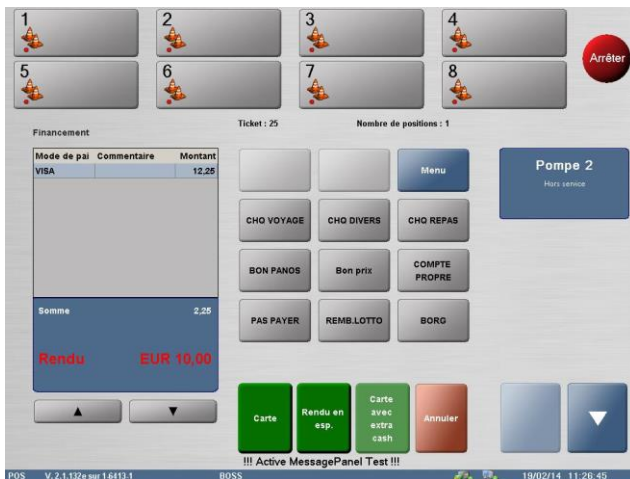 1 2 3 4
Arrêter
5 6 7 8
Ticket : 25 Nombre de positions : 1
Financement
Mode de pai Commentaire Montant
VISA 12,25
Menu
Pompe 2
Hors service
CHQ VOYAGE CHQ DIVERS CHQ REPAS
BON PANOS Bon prix COMPTE PROPRE
Somme 2,25
PAS PAYER REMB.LOTTO BORG
Rendu EUR 10,00
Carte Rendu en esp. Carte avec extra cash Annuler
!!! Active MessagePanel Test !!!
POS V. 2.1.132e sur 1-6413-1 BOSS 19/02/14 11:26:45